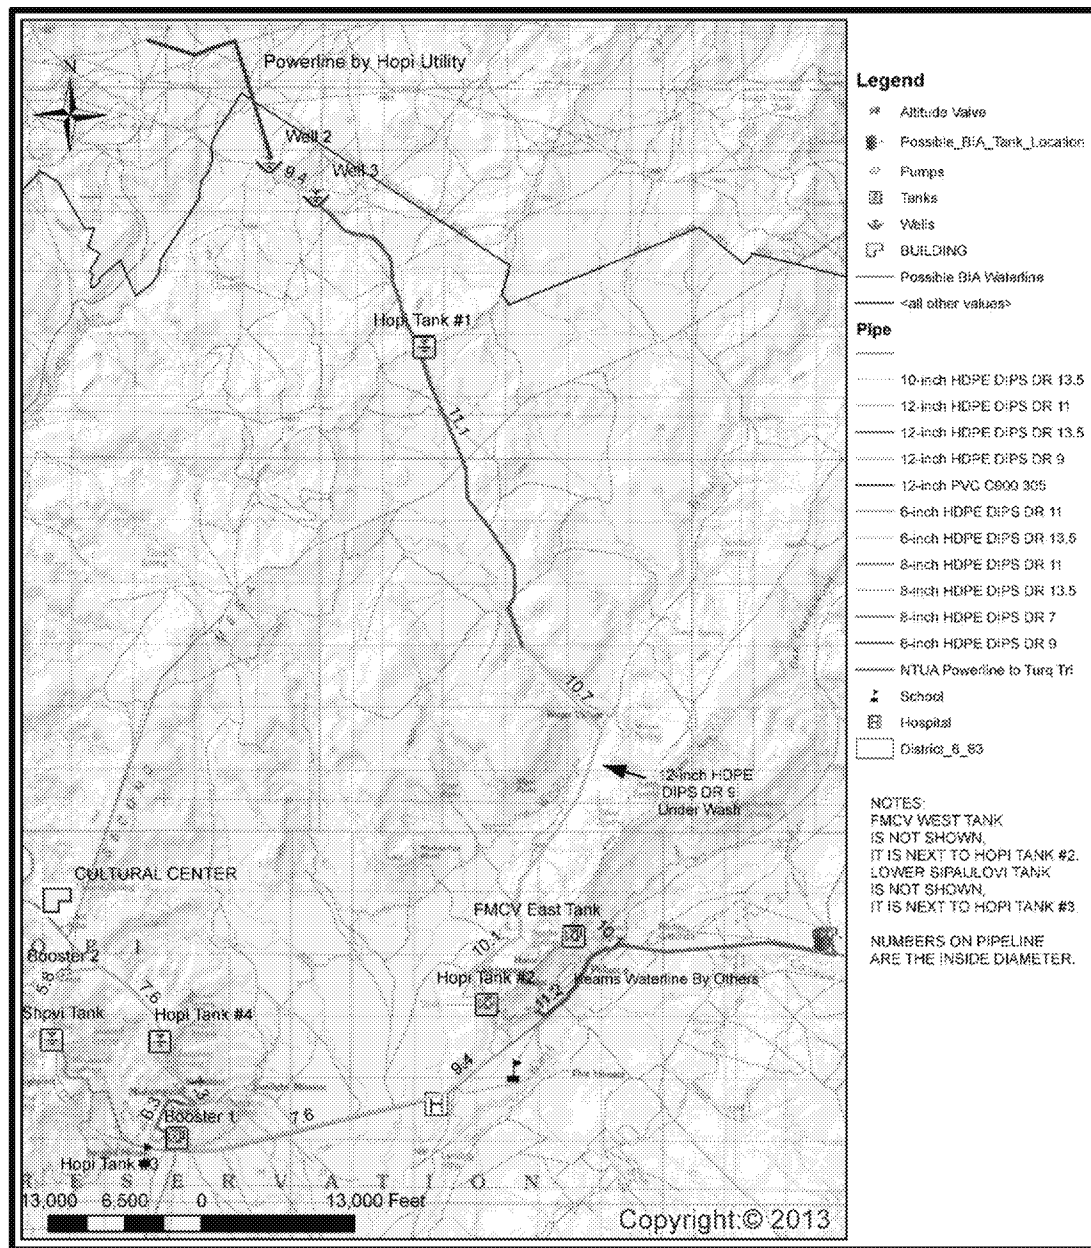 Powerline by Hopi Utility
N
Well 2
Well 3
9.4
Hopi Tank #1
11.1
10.7
12-inch HDPE
DIPS DR 9
Under Wash
CULTURAL CENTER
FMCV East Tank
10.1
Booster 2
5.8
7.6
Hopi Tank #2
Keams Waterline By Others
11.2
Shpvi Tank
Hopi Tank #4
9.4
6.3
Booster 1
7.6
Hopi Tank #3
R E S E R V A T I O N
13,000 6,500 0 13,000 Feet
Copyright:© 2013
Legend
Altitude Valve
Possible_BIA_Tank_Location
Pumps
Tanks
Wells
BUILDING
Possible BIA Waterline
<all other values>
Pipe
10-inch HDPE DIPS DR 13.5
12-inch HDPE DIPS DR 11
12-inch HDPE DIPS DR 13.5
12-inch HDPE DIPS DR 9
12-inch PVC C900 305
6-inch HDPE DIPS DR 11
6-inch HDPE DIPS DR 13.5
8-inch HDPE DIPS DR 11
8-inch HDPE DIPS DR 13.5
8-inch HDPE DIPS DR 7
8-inch HDPE DIPS DR 9
NTUA Powerline to Turq Trl
School
Hospital
District_6_83
NOTES:
FMCV WEST TANK
IS NOT SHOWN,
IT IS NEXT TO HOPI TANK #2.
LOWER SIPAULOVI TANK
IS NOT SHOWN,
IT IS NEXT TO HOPI TANK #3
NUMBERS ON PIPELINE
ARE THE INSIDE DIAMETER.